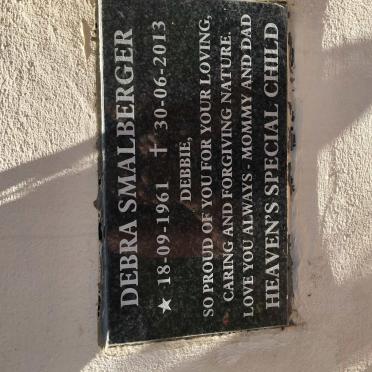 DEBRA SMALBERGER
★ 18-09-1961 ✝ 30-06-2013
DEBBIE,
SO PROUD OF YOU FOR YOUR LOVING,
CARING AND FORGIVING NATURE.
LOVE YOU ALWAYS - MOMMY AND DAD
HEAVEN'S SPECIAL CHILD